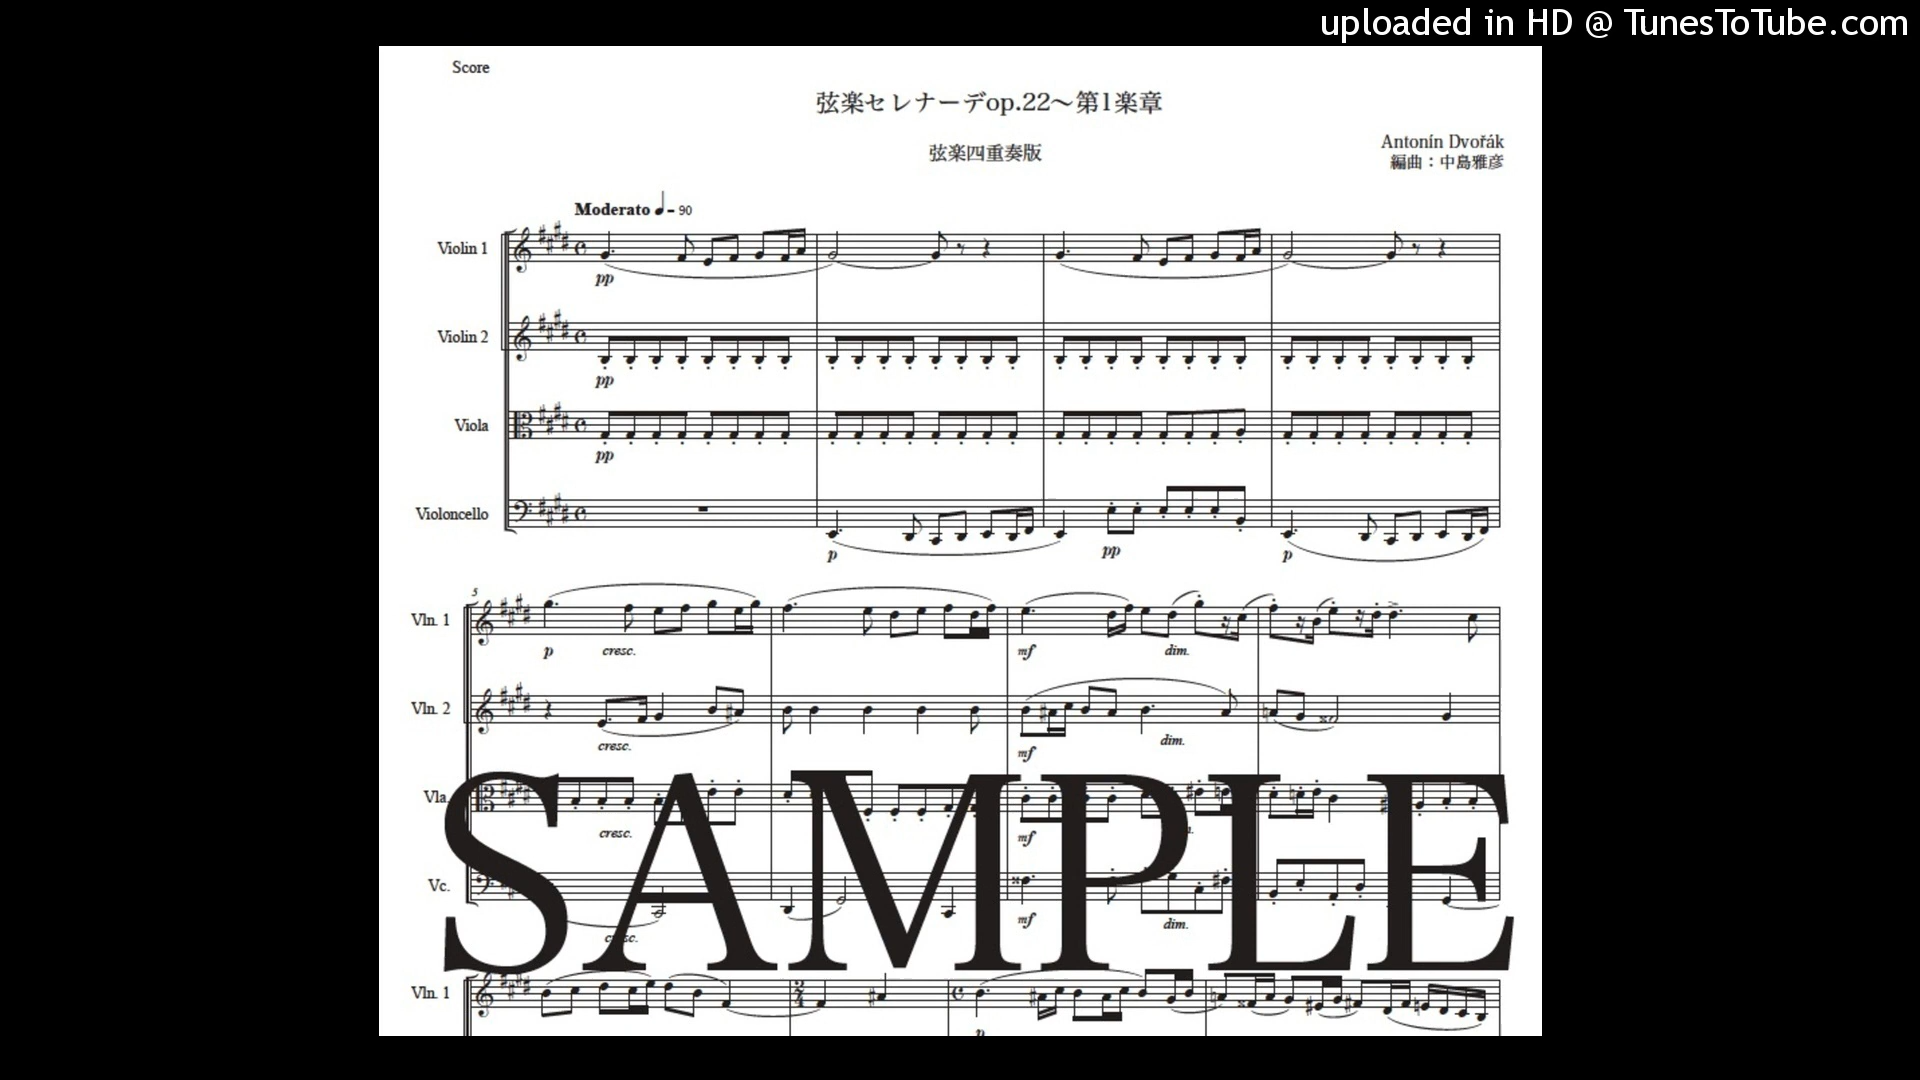 uploaded in HD @ TunesToTube.com
Score
弦楽セレナーデop.22〜第1楽章
弦楽四重奏版
Antonín Dvořák
編曲：中島雅彦
Moderato ♩= 90
Violin 1
pp
Violin 2
pp
Viola
pp
Violoncello
p
pp
p
5
Vln. 1
p
cresc.
mf
dim.
Vln. 2
cresc.
mf
dim.
Vla.
cresc.
mf
Vc.
cresc.
mf
dim.
SAMPLE
Vln. 1
2
4
p